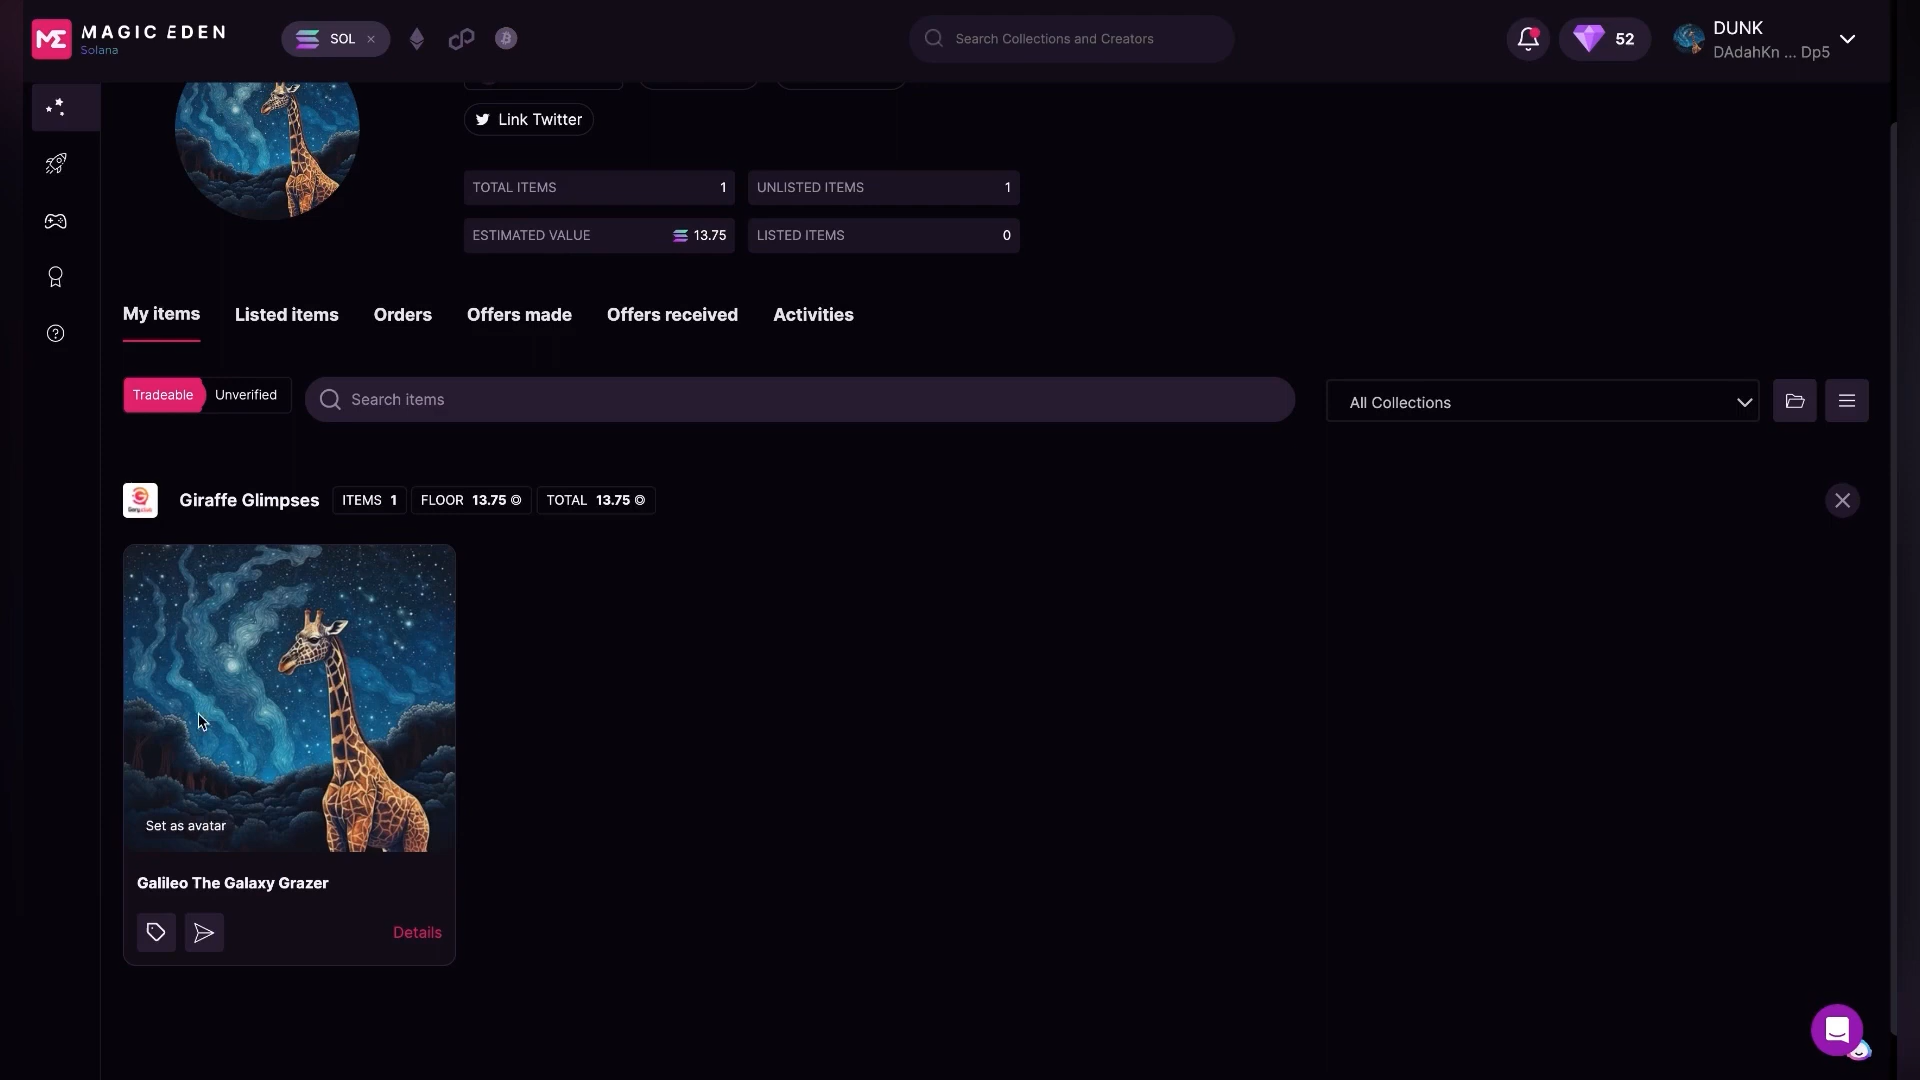 MAGIC EDEN
Solana
SOL
Search Collections and Creators
52
DUNK
DAdahKn ... Dp5
Link Twitter
TOTAL ITEMS 1
UNLISTED ITEMS 1
ESTIMATED VALUE 13.75
LISTED ITEMS 0
My items
Listed items
Orders
Offers made
Offers received
Activities
Tradeable
Unverified
Search items
All Collections
Giraffe Glimpses
ITEMS 1
FLOOR 13.75
TOTAL 13.75
Set as avatar
Galileo The Galaxy Grazer
Details